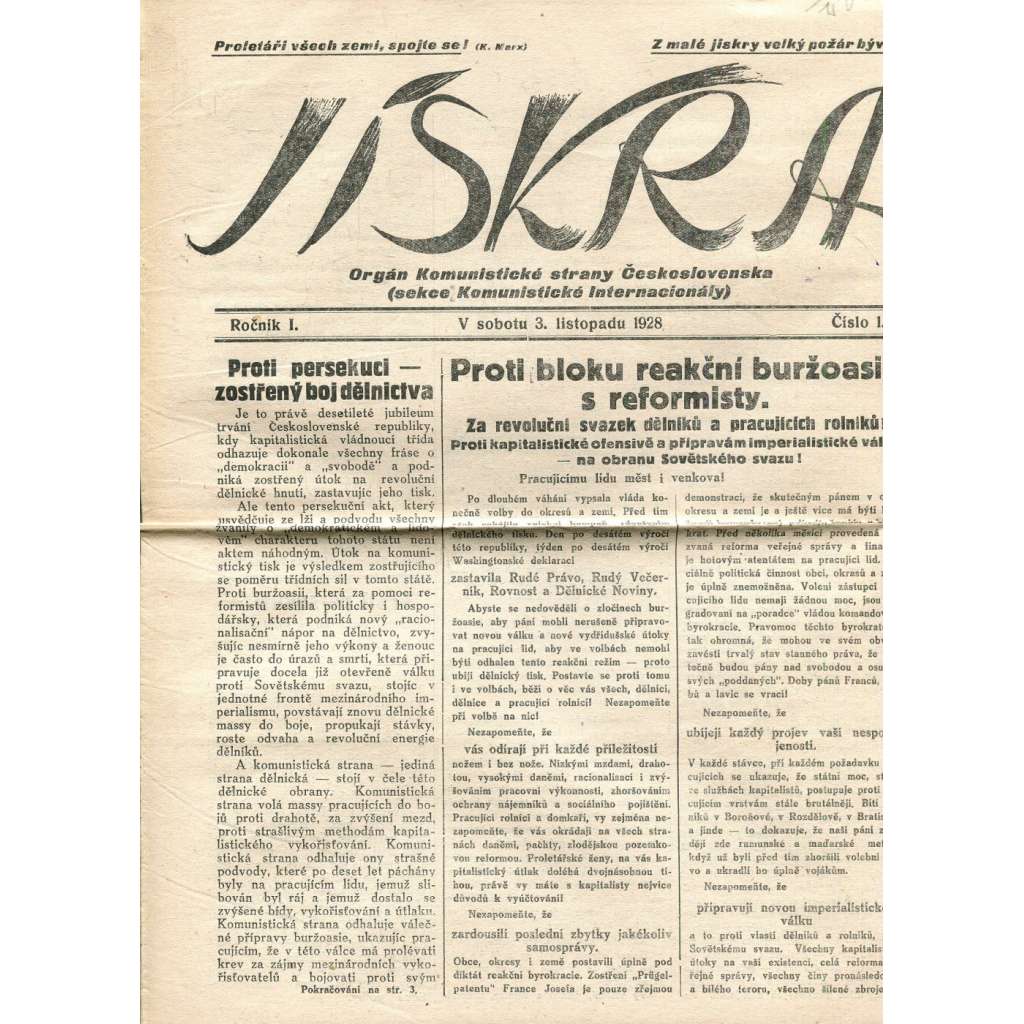 Proletáři všech zemí, spojte se! (K. Marx)
Z malé jiskry velký požár býv
JISKRA
Orgán Komunistické strany Československa
(sekce Komunistické Internacionály)
Ročník I.
V sobotu 3. listopadu 1928
Číslo 1.
Proti persekuci —
zostřený boj dělnictva
Je to právě desetileté jubileum
trvání Československé republiky,
kdy kapitalistická vládnoucí třída
odhazuje dokonale všechny fráse o
„demokracii" a „svobodě" a pod-
niká zostřený útok na revoluční
dělnické hnutí, zastavujíc jeho tisk.
Ale tento persekuční akt, který
usvědčuje ze lži a podvodu všechny
žvanily o „demokratickém a lido-
vém" charakteru tohoto státu není
aktem náhodným. Útok na komuni-
stický tisk je výsledkem zostřujícího
se poměru třídních sil v tomto státě.
Proti buržoasii, která za pomoci re-
formistů zesílila politicky i hospo-
dářsky, která podniká nový „racio-
nalisační" nápor na dělnictvo, zvy-
šujíc nesmírně jeho výkony a ženouc
je často do úrazů a smrti, která při-
pravuje docela již otevřeně válku
proti Sovětskému svazu, stojíc v
jednotné frontě mezinárodního im-
perialismu, povstávají znovu dělnické
massy do boje, propukají stávky,
roste odvaha a revoluční energie
dělníků.
A komunistická strana — jediná
strana dělnická — stojí v čele této
dělnické obrany. Komunistická
strana volá massy pracujících do bo-
jů proti drahotě, za zvýšení mezd,
proti strašlivým methodám kapita-
listického vykořisťování. Komuni-
stická strana odhaluje ony strašné
podvody, které po deset let páchány
byly na pracujícím lidu, jemuž slí-
bován byl ráj a jemuž dostalo se
zvýšené bídy, vykořisťování a útlaku.
Komunistická strana odhaluje váleč-
né přípravy buržoasie, ukazujíc pra-
cujícím, že v této válce má prolévati
krev za zájmy mezinárodních vyko-
řisťovatelů a bojovati proti svým
Pokračování na str. 3.
Proti bloku reakční buržoasi
s reformisty.
Za revoluční svazek dělníků a pracujících rolníků!
Proti kapitalistické ofensivě a přípravám imperialistické vál
— na obranu Sovětského svazu!
Pracujícímu lidu měst i venkova!
Po dlouhém váhání vypsala vláda ko-
nečně volby do okresů a zemí. Před tím
dělnického tisku. Den po desátém výročí
této republiky, týden po desátém výročí
Washingtonské deklarací
zastavila Rudé Právo, Rudý Večer-
ník, Rovnost a Dělnické Noviny.
Abyste se nedověděli o zločinech bur-
žoasie, aby páni mohli nerušeně připravo-
vat novou válku a nové vydřidušské útoky
na pracující lid, aby ve volbách nemohl
býti odhalen tento reakční režim — proto
ubíjí dělnický tisk. Postavte se proti tomu
i ve volbách, běží o věc vás všech, dělníci,
dělnice a pracující rolníci! Nezapomeňte
při volbě na nic!
Nezapomeňte, že
vás odírají při každé příležitosti
nožem i bez nože. Nízkými mzdami, draho-
tou, vysokými daněmi, racionalisací i zvý-
šováním pracovní výkonnosti, zhoršováním
ochrany nájemníků a sociálního pojištění.
Pracující rolníci a domkáři, vy zejména ne-
zapomeňte, že vás okrádají na všech stra-
nách daněmi, pachty, zlodějskou pozemko-
vou reformou. Proletářské ženy, na vás ka-
pitalistický útlak doléhá dvojnásobnou tí-
hou, právě vy máte s kapitalisty nejvíce
důvodů k vyúčtování!
Nezapomeňte, že
zardousili poslední zbytky jakékoliv
samosprávy.
Obce, okresy i země postavili úplně pod
diktát reakční byrokracie. Zostření „Prügel-
patentu" France Josefa je pouze zřejmou
demonstrací, že skutečným pánem v o
okresu a zemi je a ještě více má býti
krat. Před několika měsíci provedená
zvaná reforma veřejné správy a fina
je hotovým atentátem na pracující lid.
ciálně politická činnost obcí, okrasů a
je úplně znemožněna. Volení zástupci
cujícího lidu nemají žádnou moc, jsou
gradovaní na „poradce" vládou komandov
byrokracie. Pravomoc těchto byrokrat
tak ohromná, že mohou ve svém obv
zavésti trvalý stav stanného práva, že
tečně budou pány nad svobodou a osu
svých „poddaných". Doby pánů Franců,
bů a lavic se vrací!
Nezapomeňte, že
ubíjejí každý projev vaší nespo
jenosti.
V každé stávce, při každém požadavku
cujících se ukazuje, že státní moc, st
ve službách kapitalistů, postupuje proti
cujícím vrstvám stále brutálněji. Bití
níků v Borohové, v Rozdělově, v Bratis
a jinde — to dokazuje, že naši páni z
dějí zde rumunské a maďarské met
když už byli před tím zhoršili volební
vo a ukradli ho úplně vojákům.
Nezapomeňte, že
připravují novou imperialistick
válku
a to proti vlasti dělníků a rolníků,
Sovětskému svazu. Všechny kapitalis
útoky na vaši existenci, celá reforma
řejné správy, všechny činy pronásled
a bílého teroru, všechno šílené zbroje